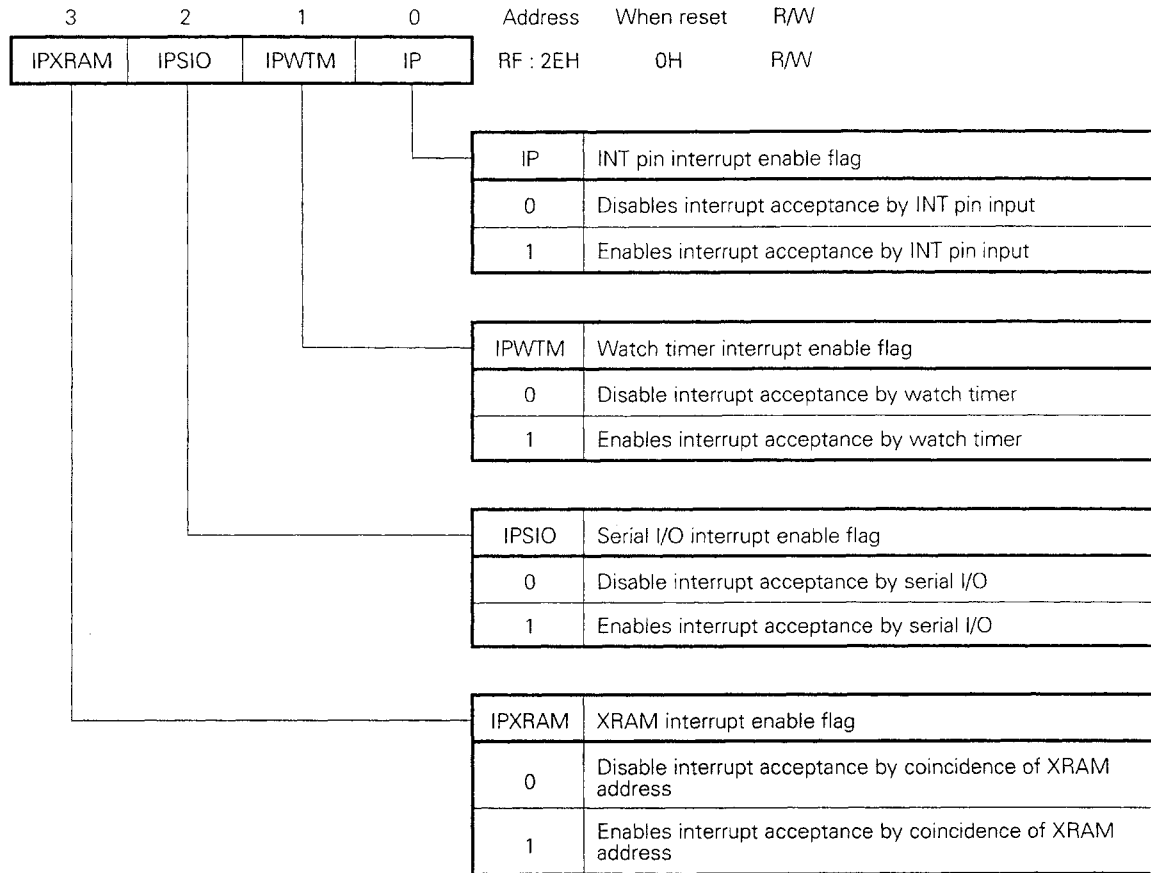 3 2 1 0 Address When reset R/W
IPXRAM IPSIO IPWTM IP RF : 2EH 0H R/W
IP INT pin interrupt enable flag
0 Disables interrupt acceptance by INT pin input
1 Enables interrupt acceptance by INT pin input
IPWTM Watch timer interrupt enable flag
0 Disable interrupt acceptance by watch timer
1 Enables interrupt acceptance by watch timer
IPSIO Serial I/O interrupt enable flag
0 Disable interrupt acceptance by serial I/O
1 Enables interrupt acceptance by serial I/O
IPXRAM XRAM interrupt enable flag
0 Disable interrupt acceptance by coincidence of XRAM
address
1 Enables interrupt acceptance by coincidence of XRAM
address